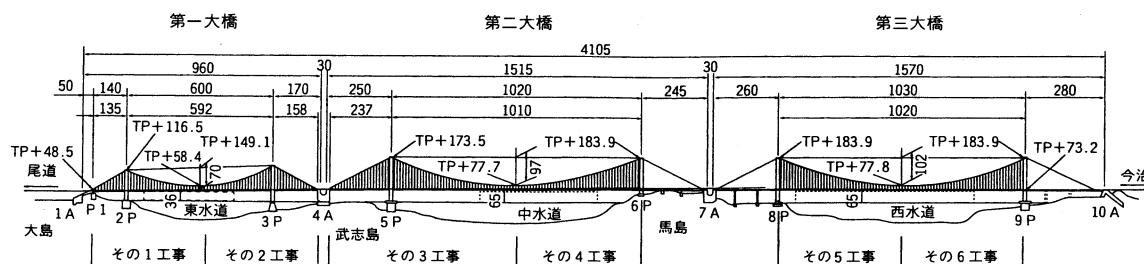 第一大橋 第二大橋 第三大橋
4105
960 30 1515 30 1570
50 140 600 170 250 1020 245 260 1030 280
135 592 158 237 1010 1020
TP+116.5 TP+149.1 TP+173.5 TP+183.9 TP+183.9 TP+183.9
TP+48.5 TP+58.4 70 TP+77.7 97 TP+77.8 102 TP+73.2
尾道 今治
36 65 65
1A P1 2P 東水道 3P 4A 5P 中水道 6P 7A 8P 西水道 9P 10A
大島 武志島 馬島
その1工事 その2工事 その3工事 その4工事 その5工事 その6工事